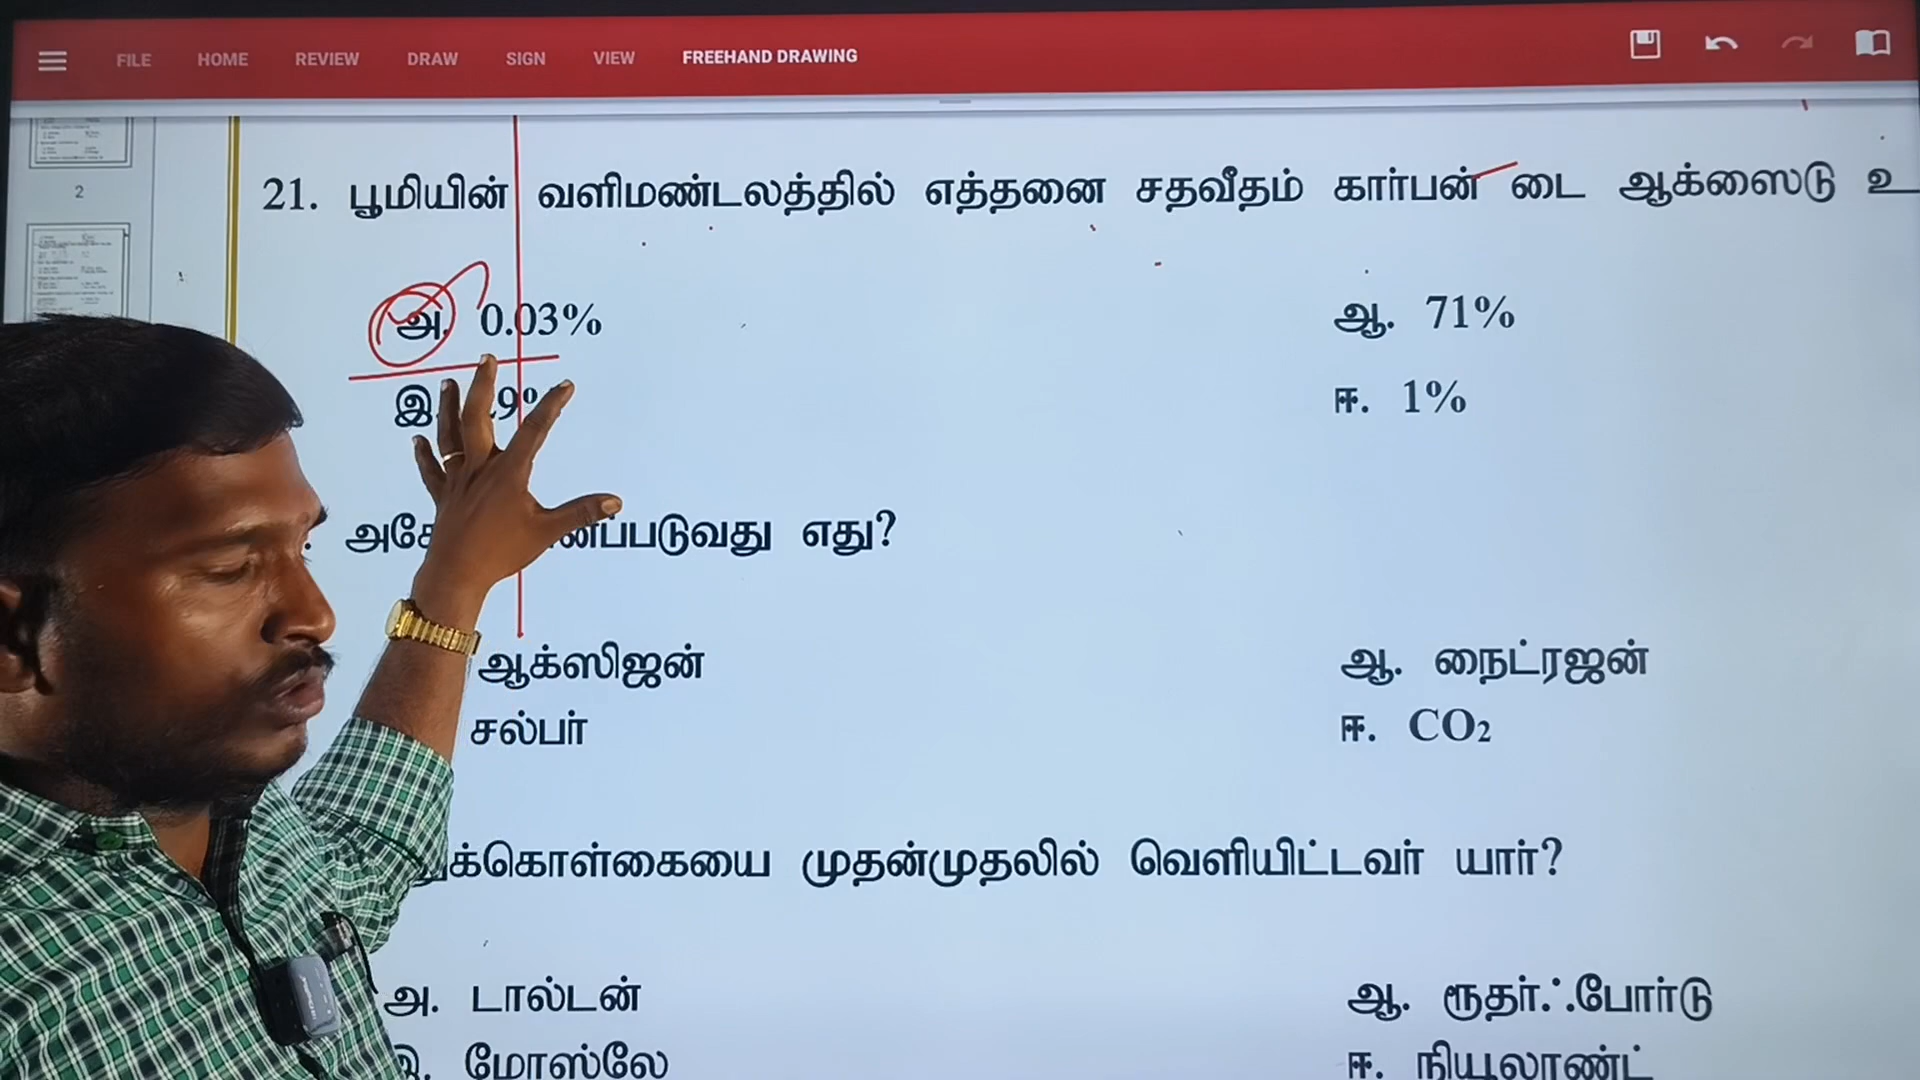 FILE HOME REVIEW DRAW SIGN VIEW FREEHAND DRAWING
2
21. பூமியின் வளிமண்டலத்தில் எத்தனை சதவீதம் கார்பன் டை ஆக்ஸைடு உ
அ. 0.03% ஆ. 71%
இ. ஈ. 1%
எது?
ஆக்ஸிஜன் ஆ. நைட்ரஜன்
சல்பர் ஈ. CO₂
முதன்முதலில் வெளியிட்டவர் யார்?
அ. டால்டன் ஆ. ரூதர்ஃபோர்டு
இ. மோஸ்லே ஈ. நியூலாண்ட்